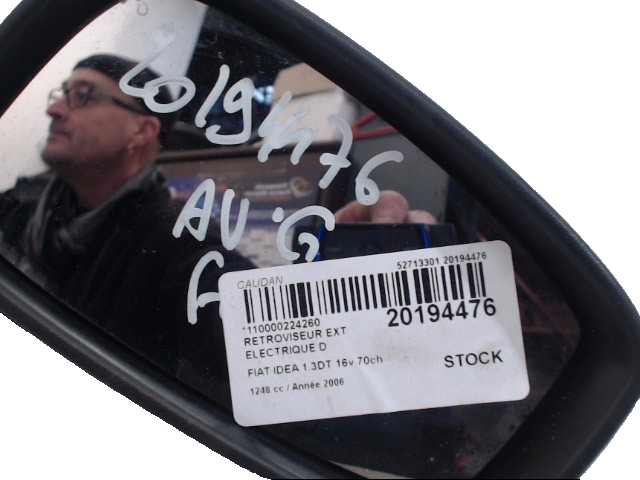 20194476
AV·G
CAUDAN
52713301 20194476
*110000224260
20194476
RETROVISEUR EXT
ELECTRIQUE D
FIAT IDEA 1.3DT 16v 70ch
STOCK
1248 cc / Année 2006